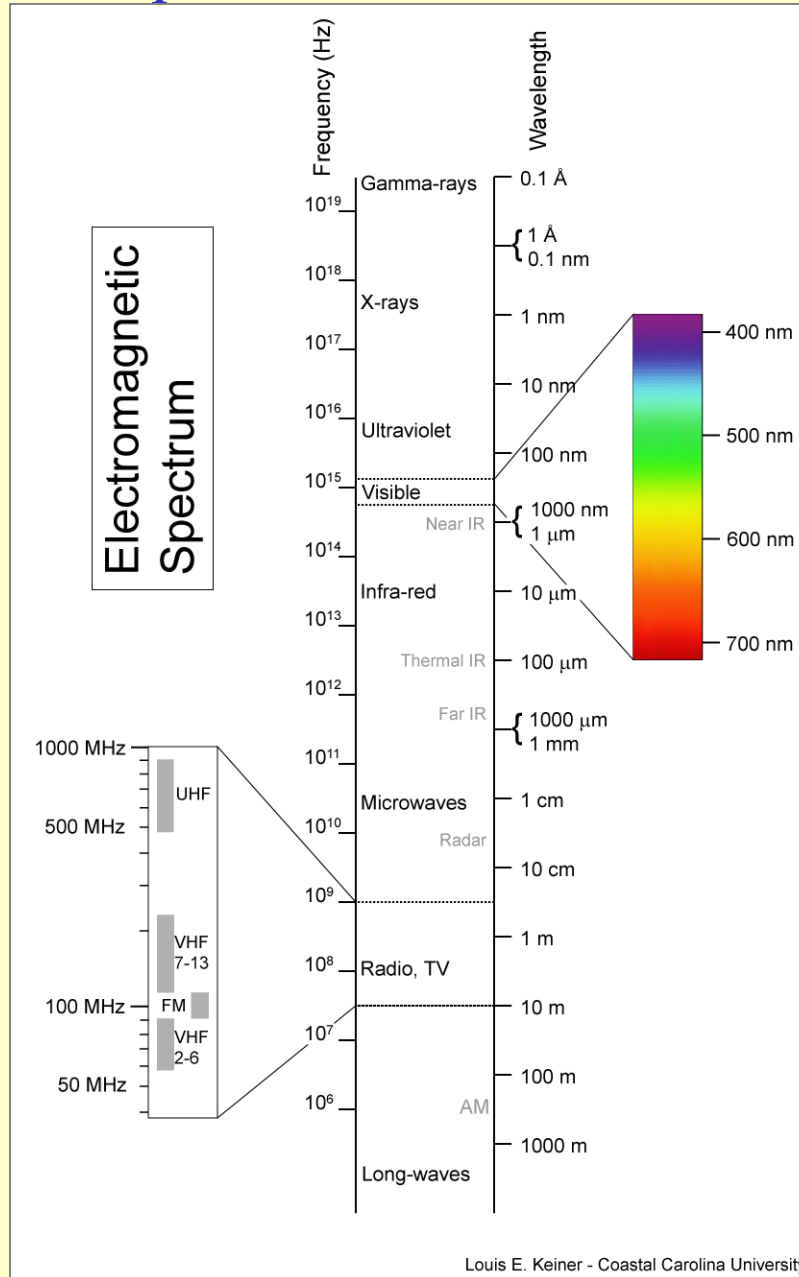 Electromagnetic
Spectrum
Frequency (Hz)
Wavelength
10¹⁹
10¹⁸
10¹⁷
10¹⁶
10¹⁵
10¹⁴
10¹³
10¹²
10¹¹
10¹⁰
10⁹
10⁸
10⁷
10⁶
Gamma-rays
X-rays
Ultraviolet
Visible
Near IR
Infra-red
Thermal IR
Far IR
Microwaves
Radar
Radio, TV
AM
Long-waves
0.1 Å
1 Å
0.1 nm
1 nm
10 nm
100 nm
1000 nm
1 μm
10 μm
100 μm
1000 μm
1 mm
1 cm
10 cm
1 m
10 m
100 m
1000 m
400 nm
500 nm
600 nm
700 nm
1000 MHz
500 MHz
100 MHz
50 MHz
UHF
VHF
7-13
FM
VHF
2-6
Louis E. Keiner - Coastal Carolina University